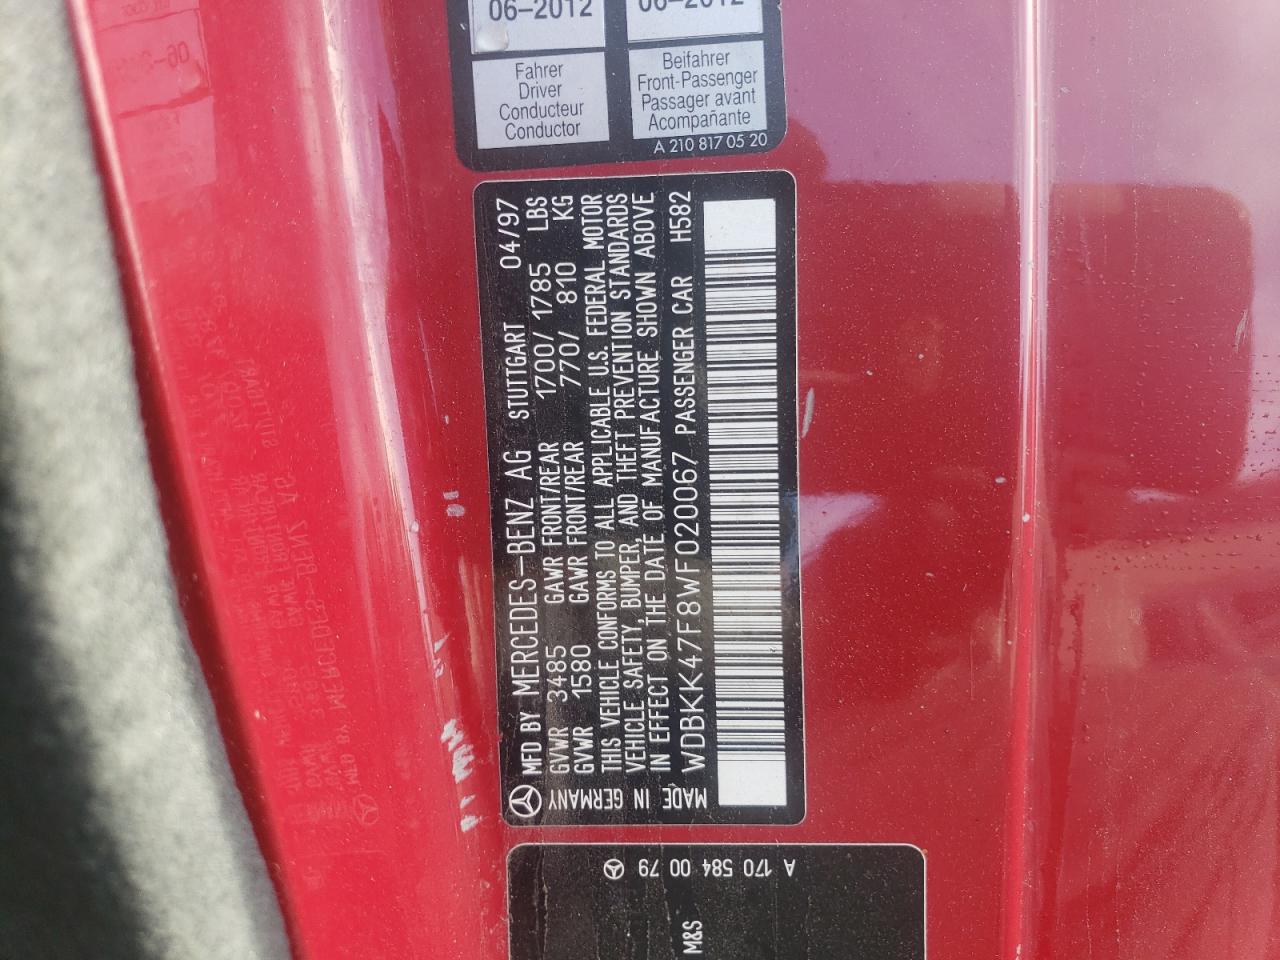 06-2012
Fahrer
Driver
Conducteur
Conductor
06-2012
Beifahrer
Front-Passenger
Passager avant
Acompañante
A 210 817 05 20
MFD BY MERCEDES-BENZ AG STUTTGART 04/97
GVWR 3485 GAWR FRONT/REAR 1700/ 1785 LBS
GVWR 1580 GAWR FRONT/REAR 770/ 810 KG
THIS VEHICLE CONFORMS TO ALL APPLICABLE U.S. FEDERAL MOTOR
VEHICLE SAFETY, BUMPER, AND THEFT PREVENTION STANDARDS
IN EFFECT ON THE DATE OF MANUFACTURE SHOWN ABOVE
WDBKK47F8WF020067 PASSENGER CAR H582
MADE
IN
GERMANY
A 170 584 00 79
M&S